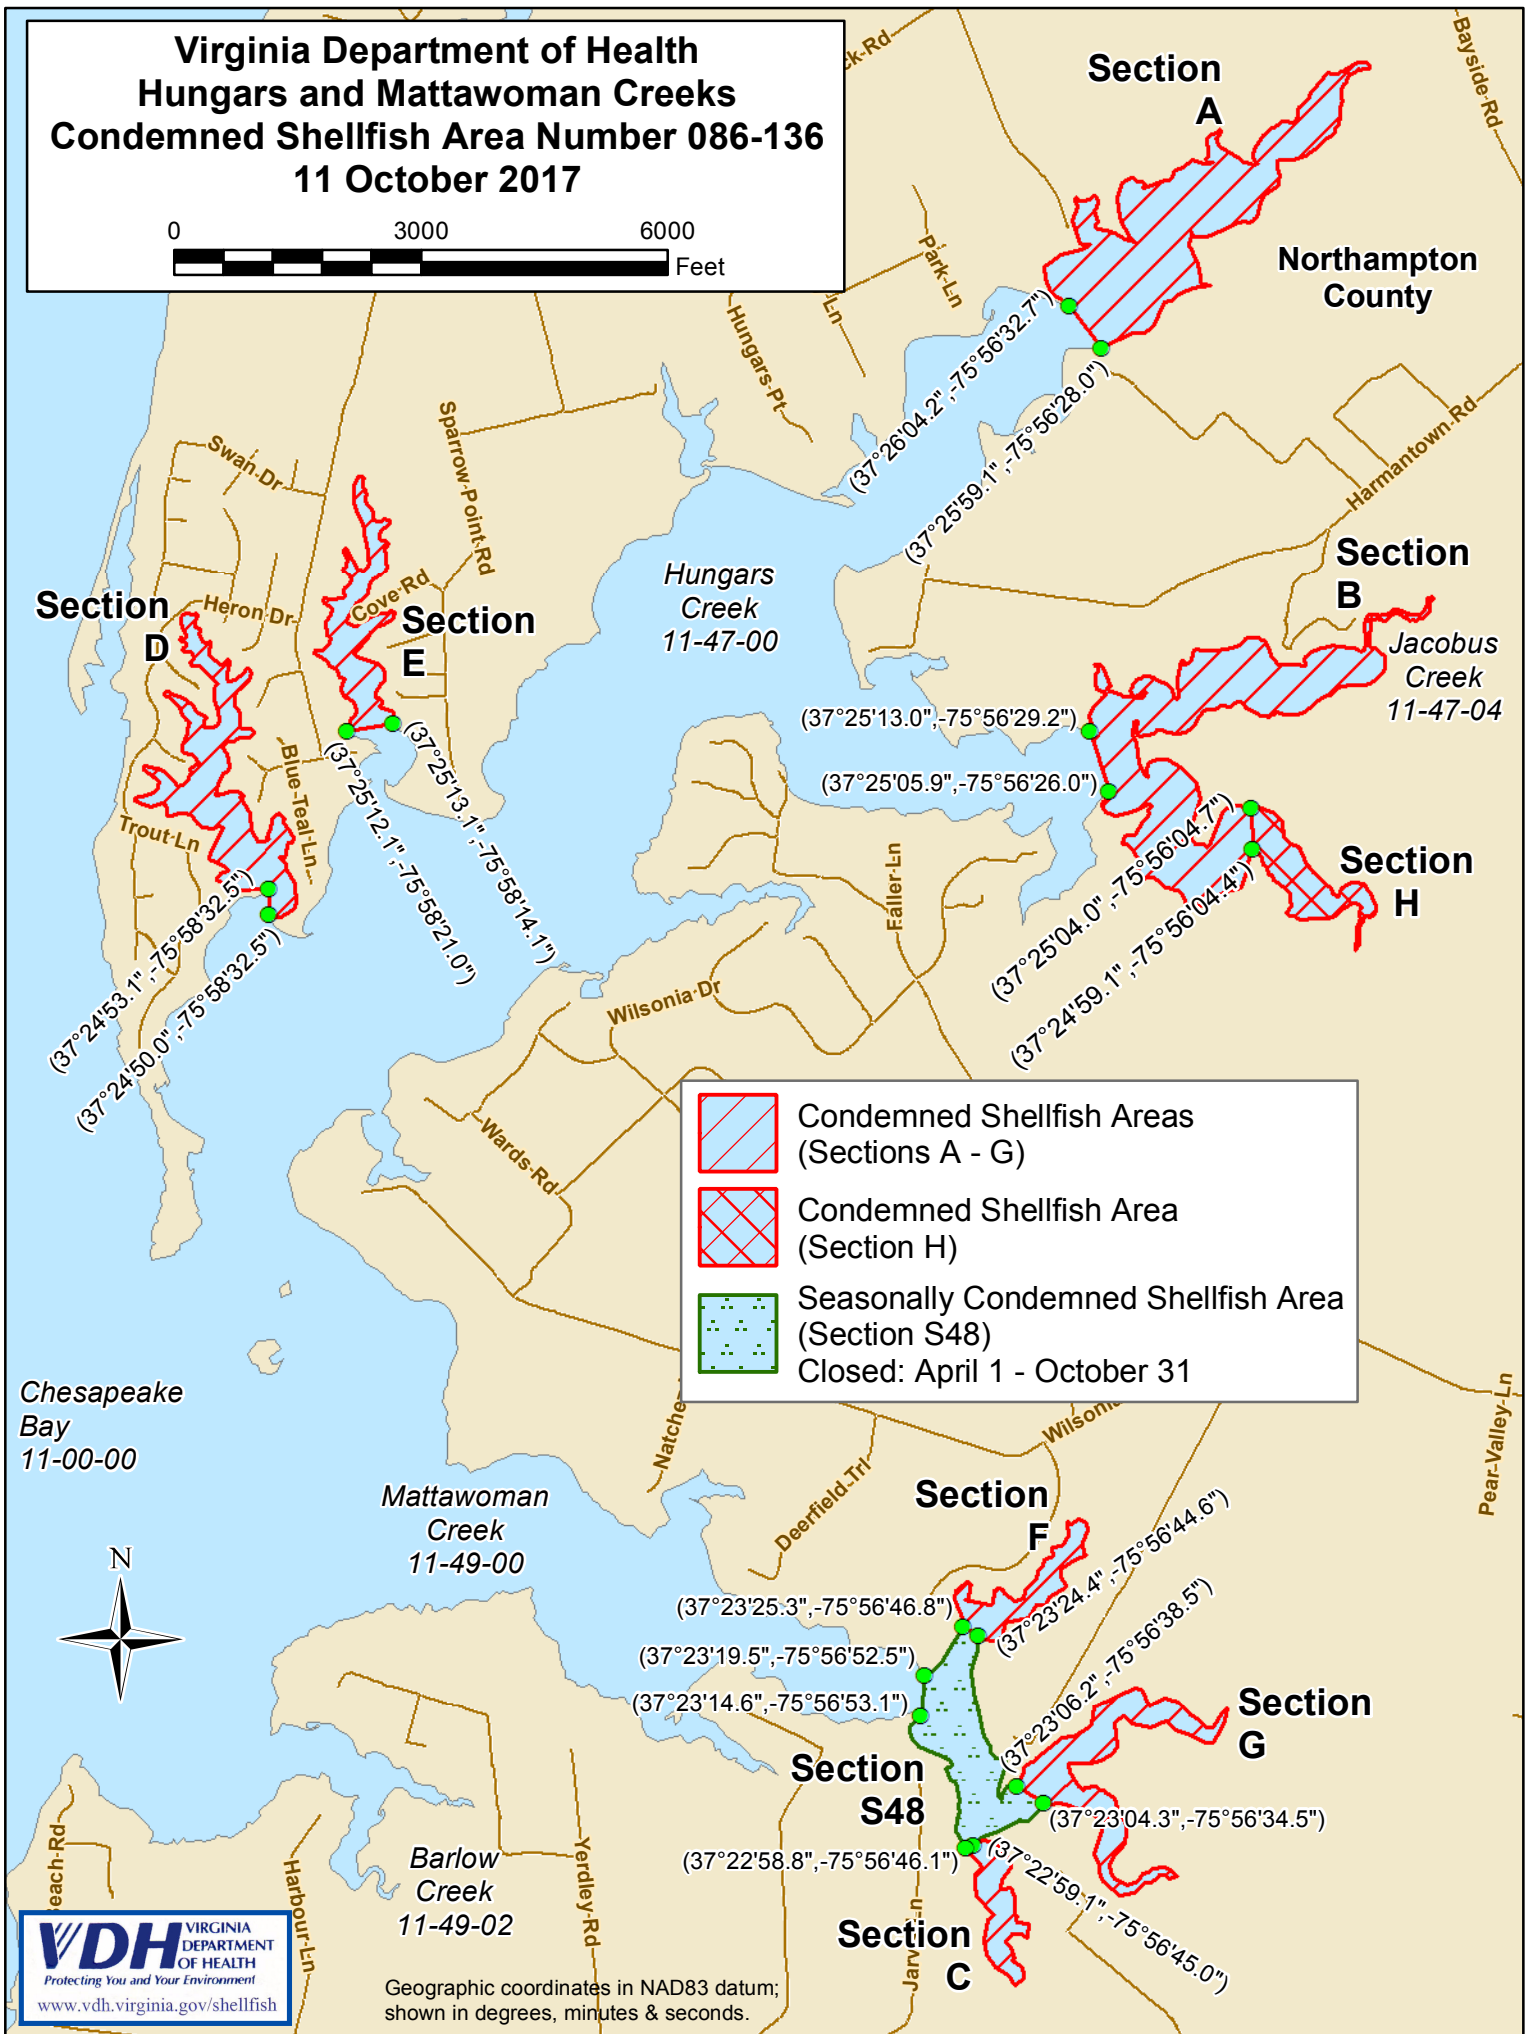 Virginia Department of Health
Hungars and Mattawoman Creeks
Condemned Shellfish Area Number 086-136
11 October 2017
0 3000 6000
Feet
ck-Rd
Bayside-Rd
Section
A
Northampton
County
Park-Ln
Ln
Hungars-Pt
(37°26'04.2",-75°56'32.7")
(37°25'59.1",-75°56'28.0")
Harmantown-Rd
Swan-Dr
Sparrow-Point-Rd
Hungars
Creek
11-47-00
Section
B
Jacobus
Creek
11-47-04
Section
D
Heron-Dr
Cove-Rd
Section
E
(37°25'13.0",-75°56'29.2")
(37°25'05.9",-75°56'26.0")
Blue-Teal-Ln
Trout-Ln
(37°25'12.1",-75°58'21.0")
(37°25'13.1",-75°58'14.1")
(37°24'53.1",-75°58'32.5")
(37°24'50.0",-75°58'32.5")
Faller-Ln
(37°25'04.0",-75°56'04.7")
(37°24'59.1",-75°56'04.4")
Section
H
Wilsonia-Dr
Wards-Rd
Condemned Shellfish Areas
(Sections A - G)
Condemned Shellfish Area
(Section H)
Seasonally Condemned Shellfish Area
(Section S48)
Closed: April 1 - October 31
Chesapeake
Bay
11-00-00
Natche
Wilsonia
Pear-Valley-Ln
Mattawoman
Creek
11-49-00
Deerfield-Trl
Section
F
N
(37°23'25.3",-75°56'46.8")
(37°23'24.4",-75°56'44.6")
(37°23'19.5",-75°56'52.5")
(37°23'14.6",-75°56'53.1")
(37°23'06.2",-75°56'38.5")
Section
G
Section
S48
(37°23'04.3",-75°56'34.5")
(37°22'58.8",-75°56'46.1")
(37°22'59.1",-75°56'45.0")
Beach-Rd
Harbour-Ln
Barlow
Creek
11-49-02
Yerdley-Rd
Section
C
VDH VIRGINIA
DEPARTMENT
OF HEALTH
Protecting You and Your Environment
www.vdh.virginia.gov/shellfish
Geographic coordinates in NAD83 datum;
shown in degrees, minutes & seconds.